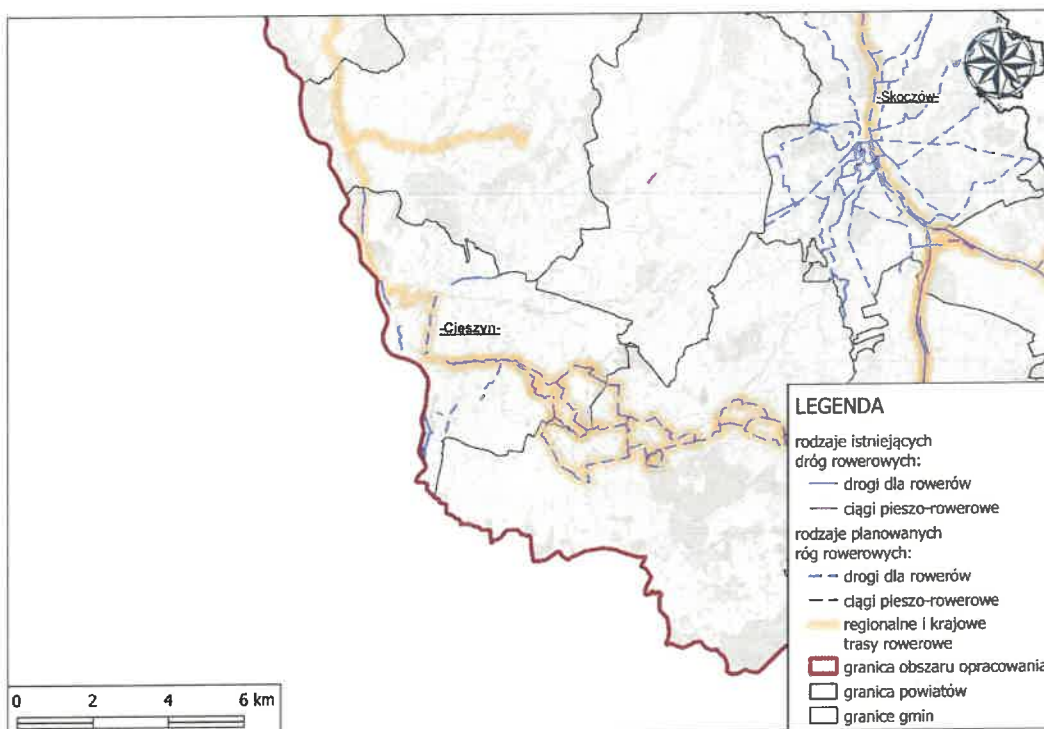 -Skoczów-
-Cieszyn-
LEGENDA
rodzaje istniejących
dróg rowerowych:
drogi dla rowerów
ciągi pieszo-rowerowe
rodzaje planowanych
róg rowerowych:
drogi dla rowerów
ciągi pieszo-rowerowe
regionalne i krajowe
trasy rowerowe
granica obszaru opracowania
granica powiatów
granice gmin
0 2 4 6 km